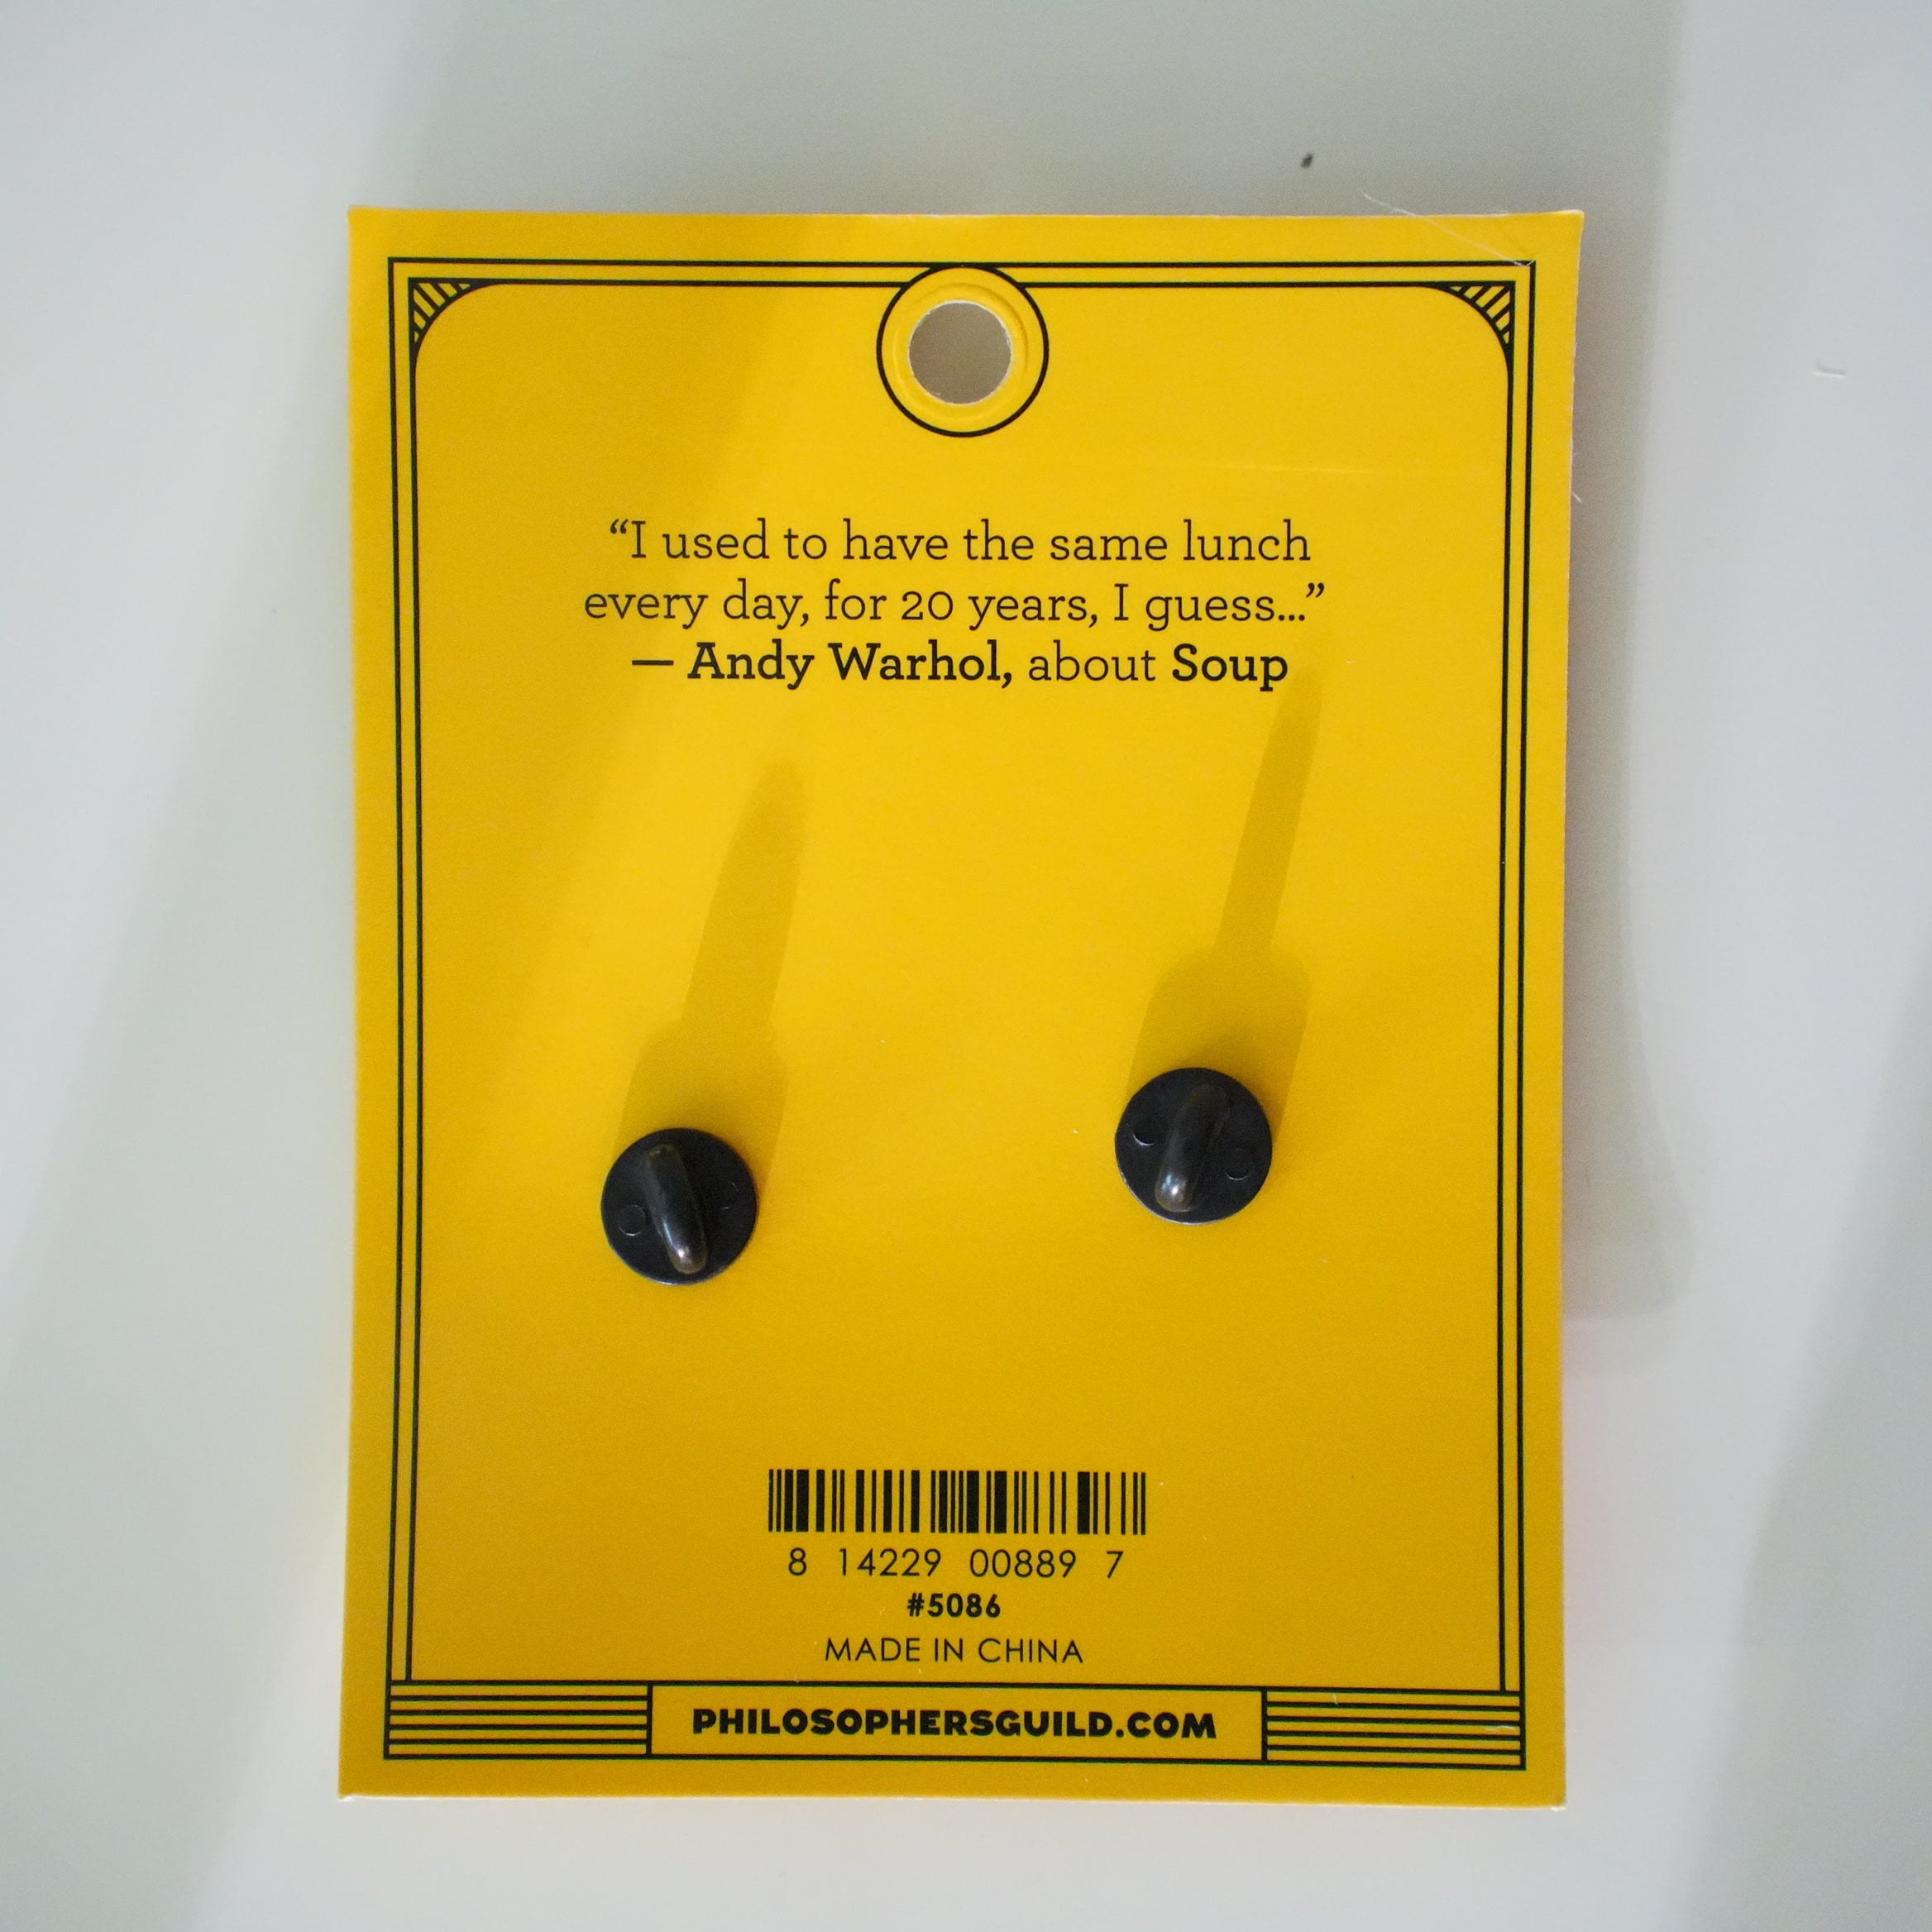 “I used to have the same lunch
every day, for 20 years, I guess...”
— Andy Warhol, about Soup
8 14229 00889 7
#5086
MADE IN CHINA
PHILOSOPHERSGUILD.COM